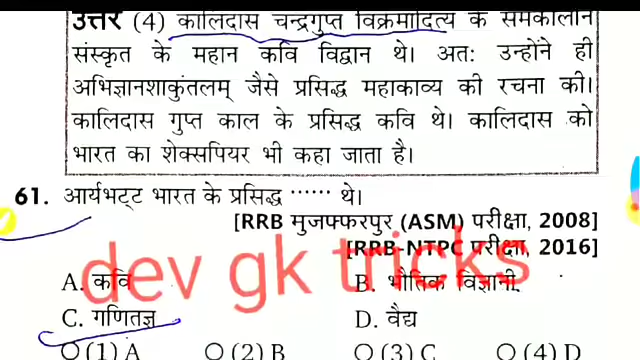 उत्तर (4) कालिदास चन्द्रगुप्त विक्रमादित्य के समकालीन
संस्कृत के महान कवि विद्वान थे। अतः उन्होंने ही
अभिज्ञानशाकुंतलम् जैसे प्रसिद्ध महाकाव्य की रचना की।
कालिदास गुप्त काल के प्रसिद्ध कवि थे। कालिदास को
भारत का शेक्सपियर भी कहा जाता है।
61. आर्यभट्ट भारत के प्रसिद्ध ...... थे।
[RRB मुजफ्फरपुर (ASM) परीक्षा, 2008]
[RRB-NTPC परीक्षा, 2016]
dev gk tricks
A. कवि B. भौतिक विज्ञानी
C. गणितज्ञ D. वैद्य
(1) A (2) B (3) C (4) D